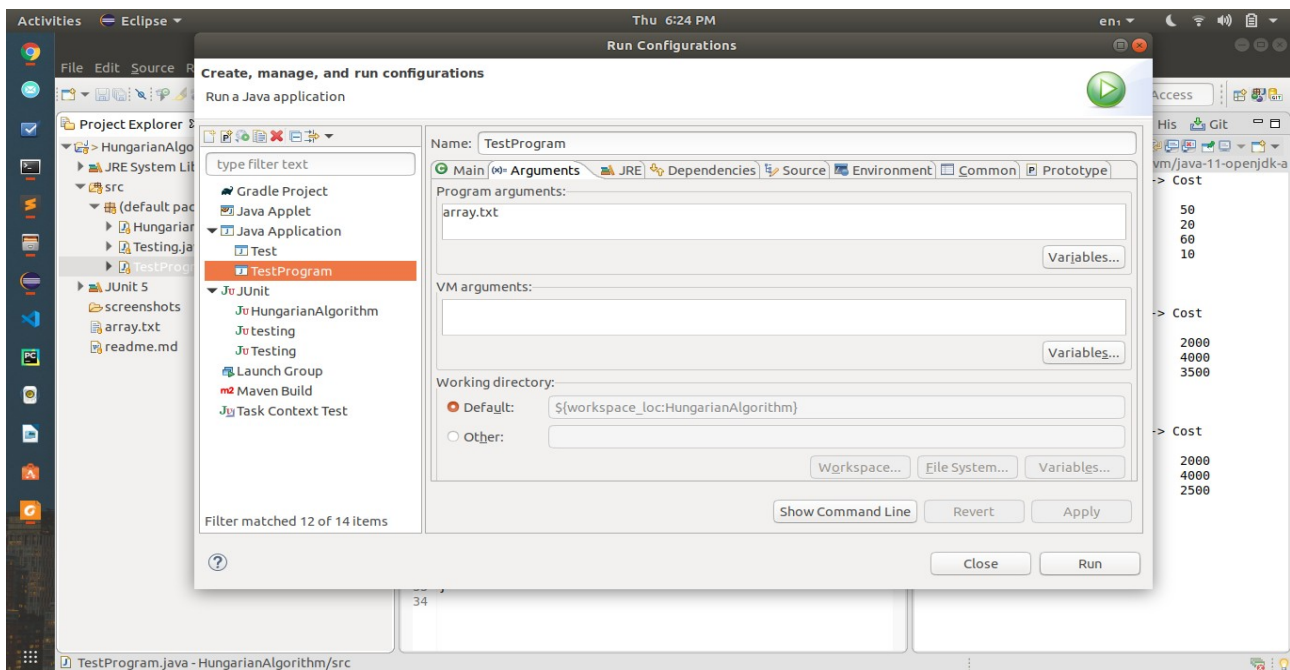 Activities Eclipse Thu 6:24 PM en₁
Run Configurations
File Edit Source R
Create, manage, and run configurations
Run a Java application
Access
Project Explorer
His Git
> HungarianAlgo
JRE System Lib
src
(default pac
Hungarian
Testing.ja
TestProgr
JUnit 5
screenshots
array.txt
readme.md
type filter text
Gradle Project
Java Applet
Java Application
Test
TestProgram
JUnit
HungarianAlgorithm
testing
Testing
Launch Group
Maven Build
Task Context Test
Filter matched 12 of 14 items
Name: TestProgram
Main Arguments JRE Dependencies Source Environment Common Prototype
Program arguments:
array.txt
Variables...
VM arguments:
Variables...
Working directory:
Default: ${workspace_loc:HungarianAlgorithm}
Other:
Workspace... File System... Variables...
Show Command Line Revert Apply
Close Run
vm/java-11-openjdk-a
-> Cost
50
20
60
10
-> Cost
2000
4000
3500
-> Cost
2000
4000
2500
34
TestProgram.java - HungarianAlgorithm/src